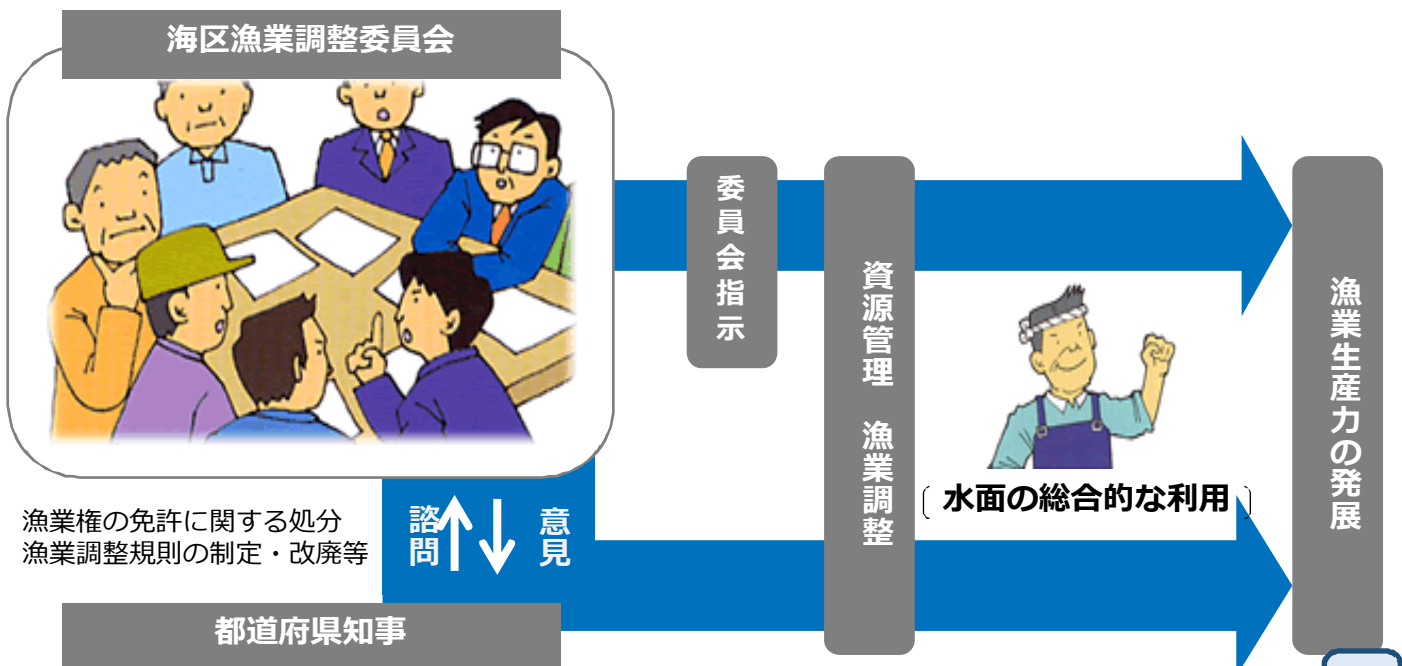 海区漁業調整委員会
委員会指示
資源管理　漁業調整
漁業生産力の発展
水面の総合的な利用
漁業権の免許に関する処分
漁業調整規則の制定・改廃等
諮問
意見
都道府県知事